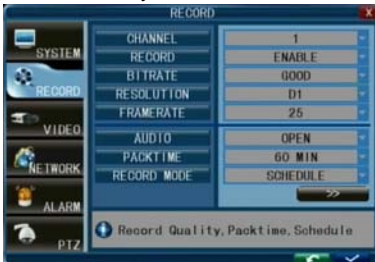 RECORD X
SYSTEM
RECORD
VIDEO
NETWORK
ALARM
PTZ
CHANNEL 1
RECORD ENABLE
BITRATE GOOD
RESOLUTION D1
FRAMERATE 25
AUDIO OPEN
PACKTIME 60 MIN
RECORD MODE SCHEDULE
>>
Record Quality, Packtime, Schedule